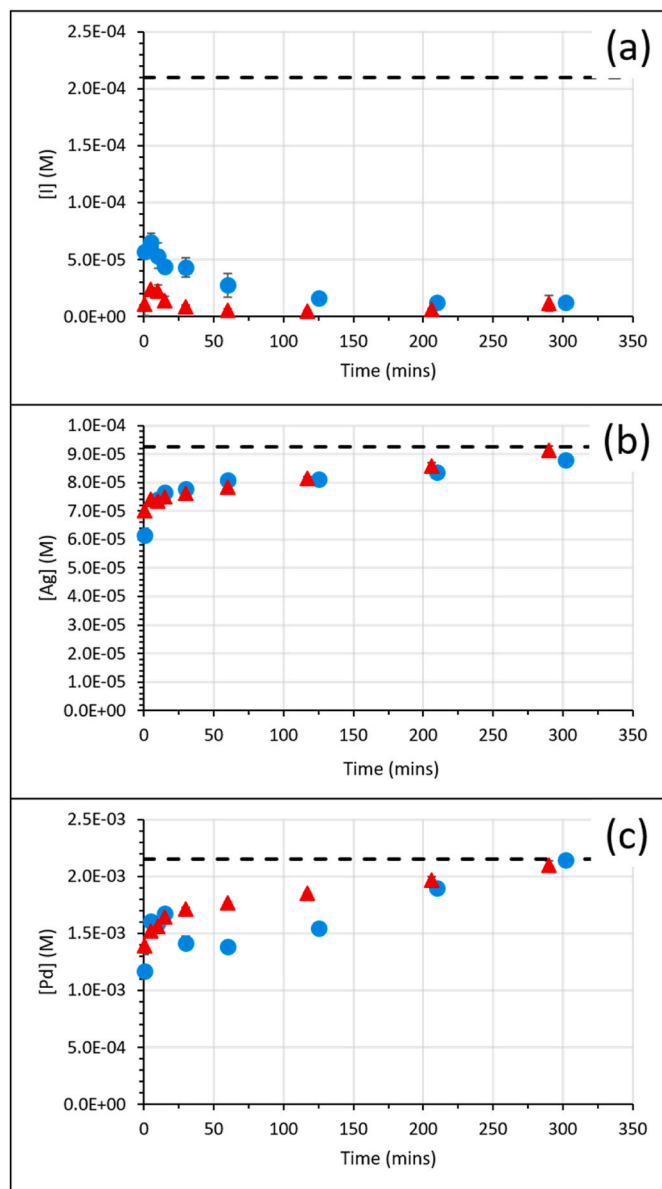 (a)
2.5E-04
2.0E-04
1.5E-04
1.0E-04
5.0E-05
0.0E+00
[I] (M)
0 50 100 150 200 250 300 350
Time (mins)
(b)
1.0E-04
9.0E-05
8.0E-05
7.0E-05
6.0E-05
5.0E-05
4.0E-05
3.0E-05
2.0E-05
1.0E-05
0.0E+00
[Ag] (M)
0 50 100 150 200 250 300 350
Time (mins)
(c)
2.5E-03
2.0E-03
1.5E-03
1.0E-03
5.0E-04
0.0E+00
[Pd] (M)
0 50 100 150 200 250 300 350
Time (mins)